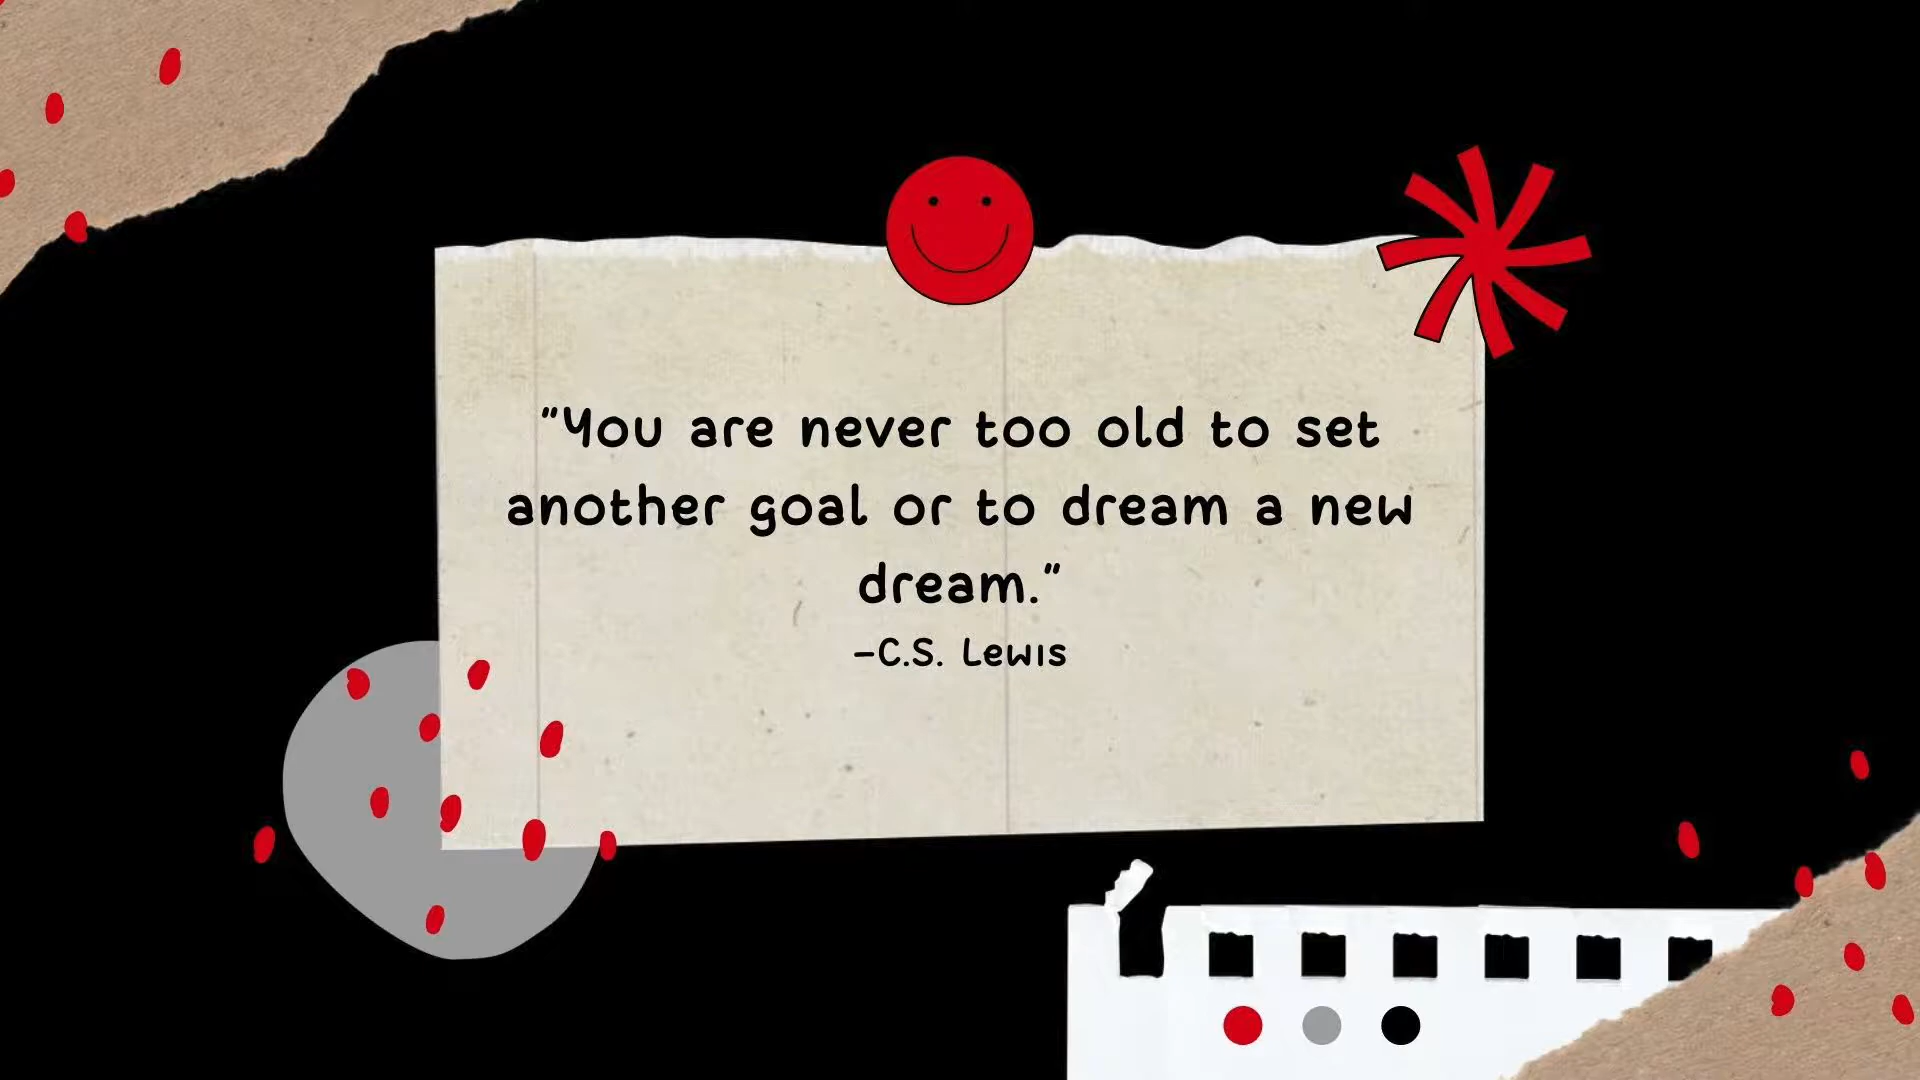 "You are never too old to set
another goal or to dream a new
dream."
-C.S. Lewis